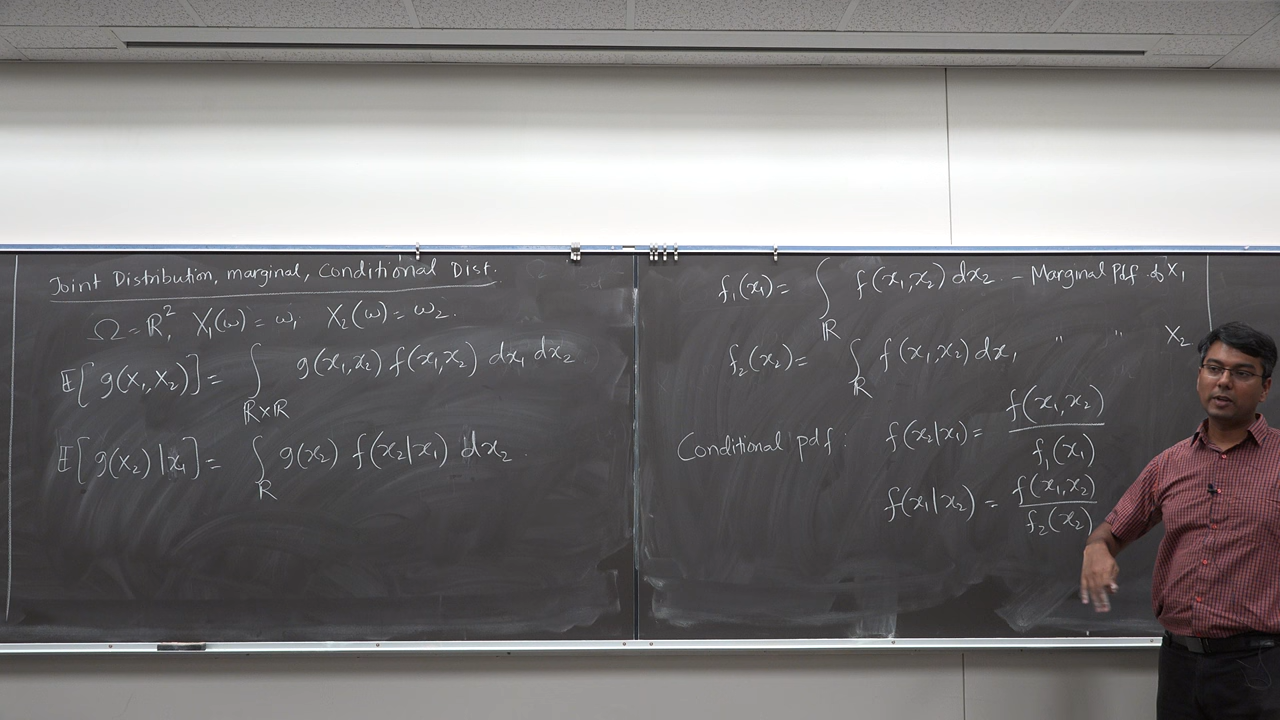 Joint Distribution, marginal, Conditional Dist.
Ω = ℝ², X₁(ω) = ω₁ X₂(ω) = ω₂.
𝔼[g(X₁,X₂)] = ∫_{ℝ×ℝ} g(x₁,x₂) f(x₁,x₂) dx₁ dx₂
𝔼[g(X₂)|x₁] = ∫_ℝ g(x₂) f(x₂|x₁) dx₂.
f₁(x₁) = ∫_ℝ f(x₁,x₂) dx₂ - Marginal Pdf of X₁
f₂(x₂) = ∫_ℝ f(x₁,x₂) dx₁ " " X₂
Conditional pdf: f(x₂|x₁) = f(x₁,x₂) / f₁(x₁)
f(x₁|x₂) = f(x₁,x₂) / f₂(x₂)